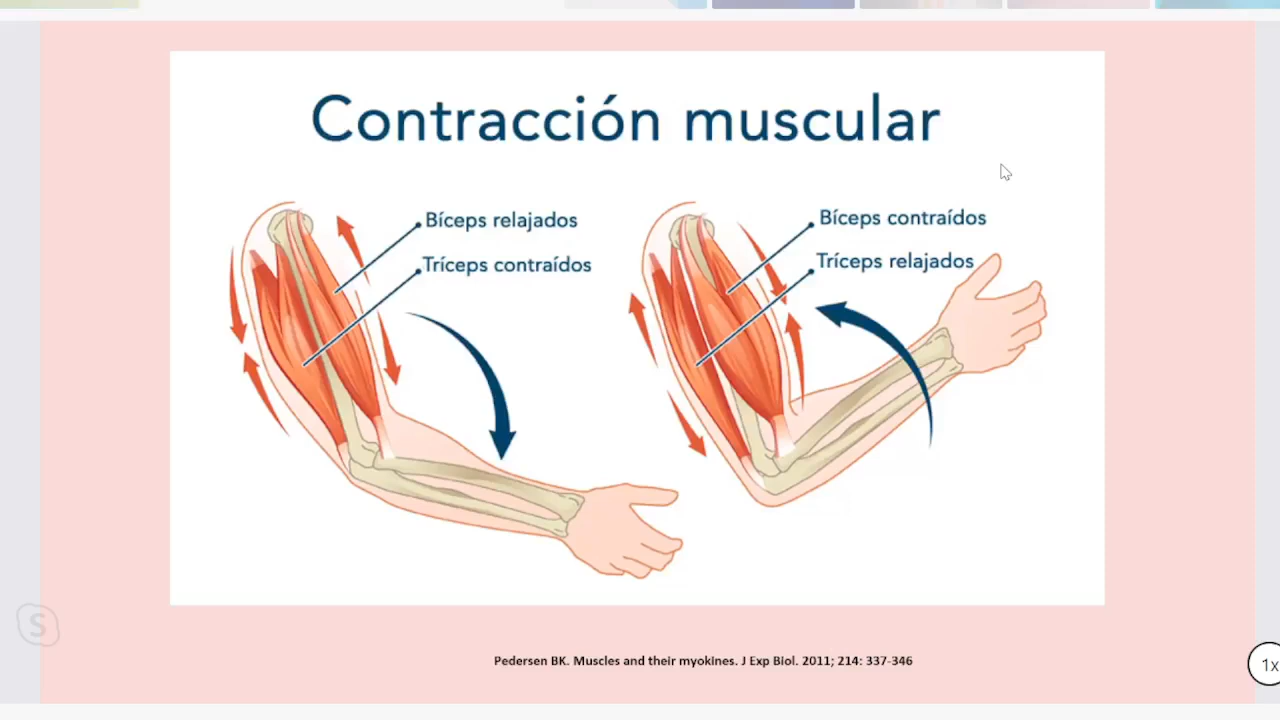 Contracción muscular
Bíceps relajados
Tríceps contraídos
Bíceps contraídos
Tríceps relajados
S
Pedersen BK. Muscles and their myokines. J Exp Biol. 2011; 214: 337-346
1x